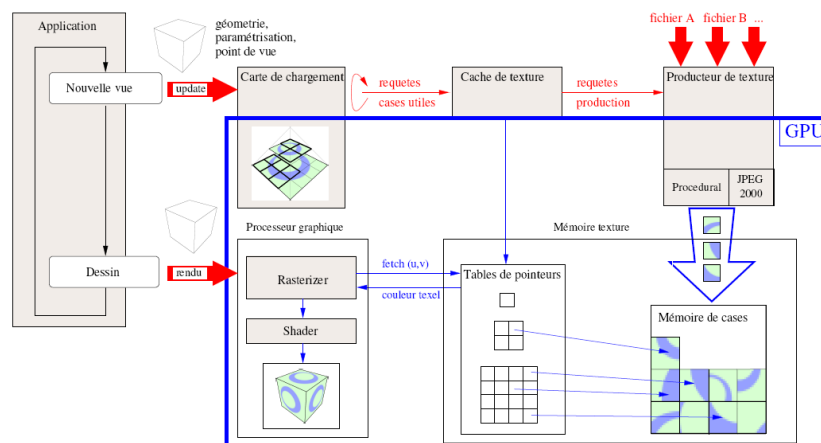 Application
géometrie,
paramétrisation,
point de vue
fichier A fichier B ...
Nouvelle vue
update
Carte de chargement
requetes
cases utiles
Cache de texture
requetes
production
Producteur de texture
GPU
Procedural
JPEG
2000
Processeur graphique
Mémoire texture
Dessin
rendu
Rasterizer
fetch (u,v)
couleur texel
Tables de pointeurs
Shader
Mémoire de cases